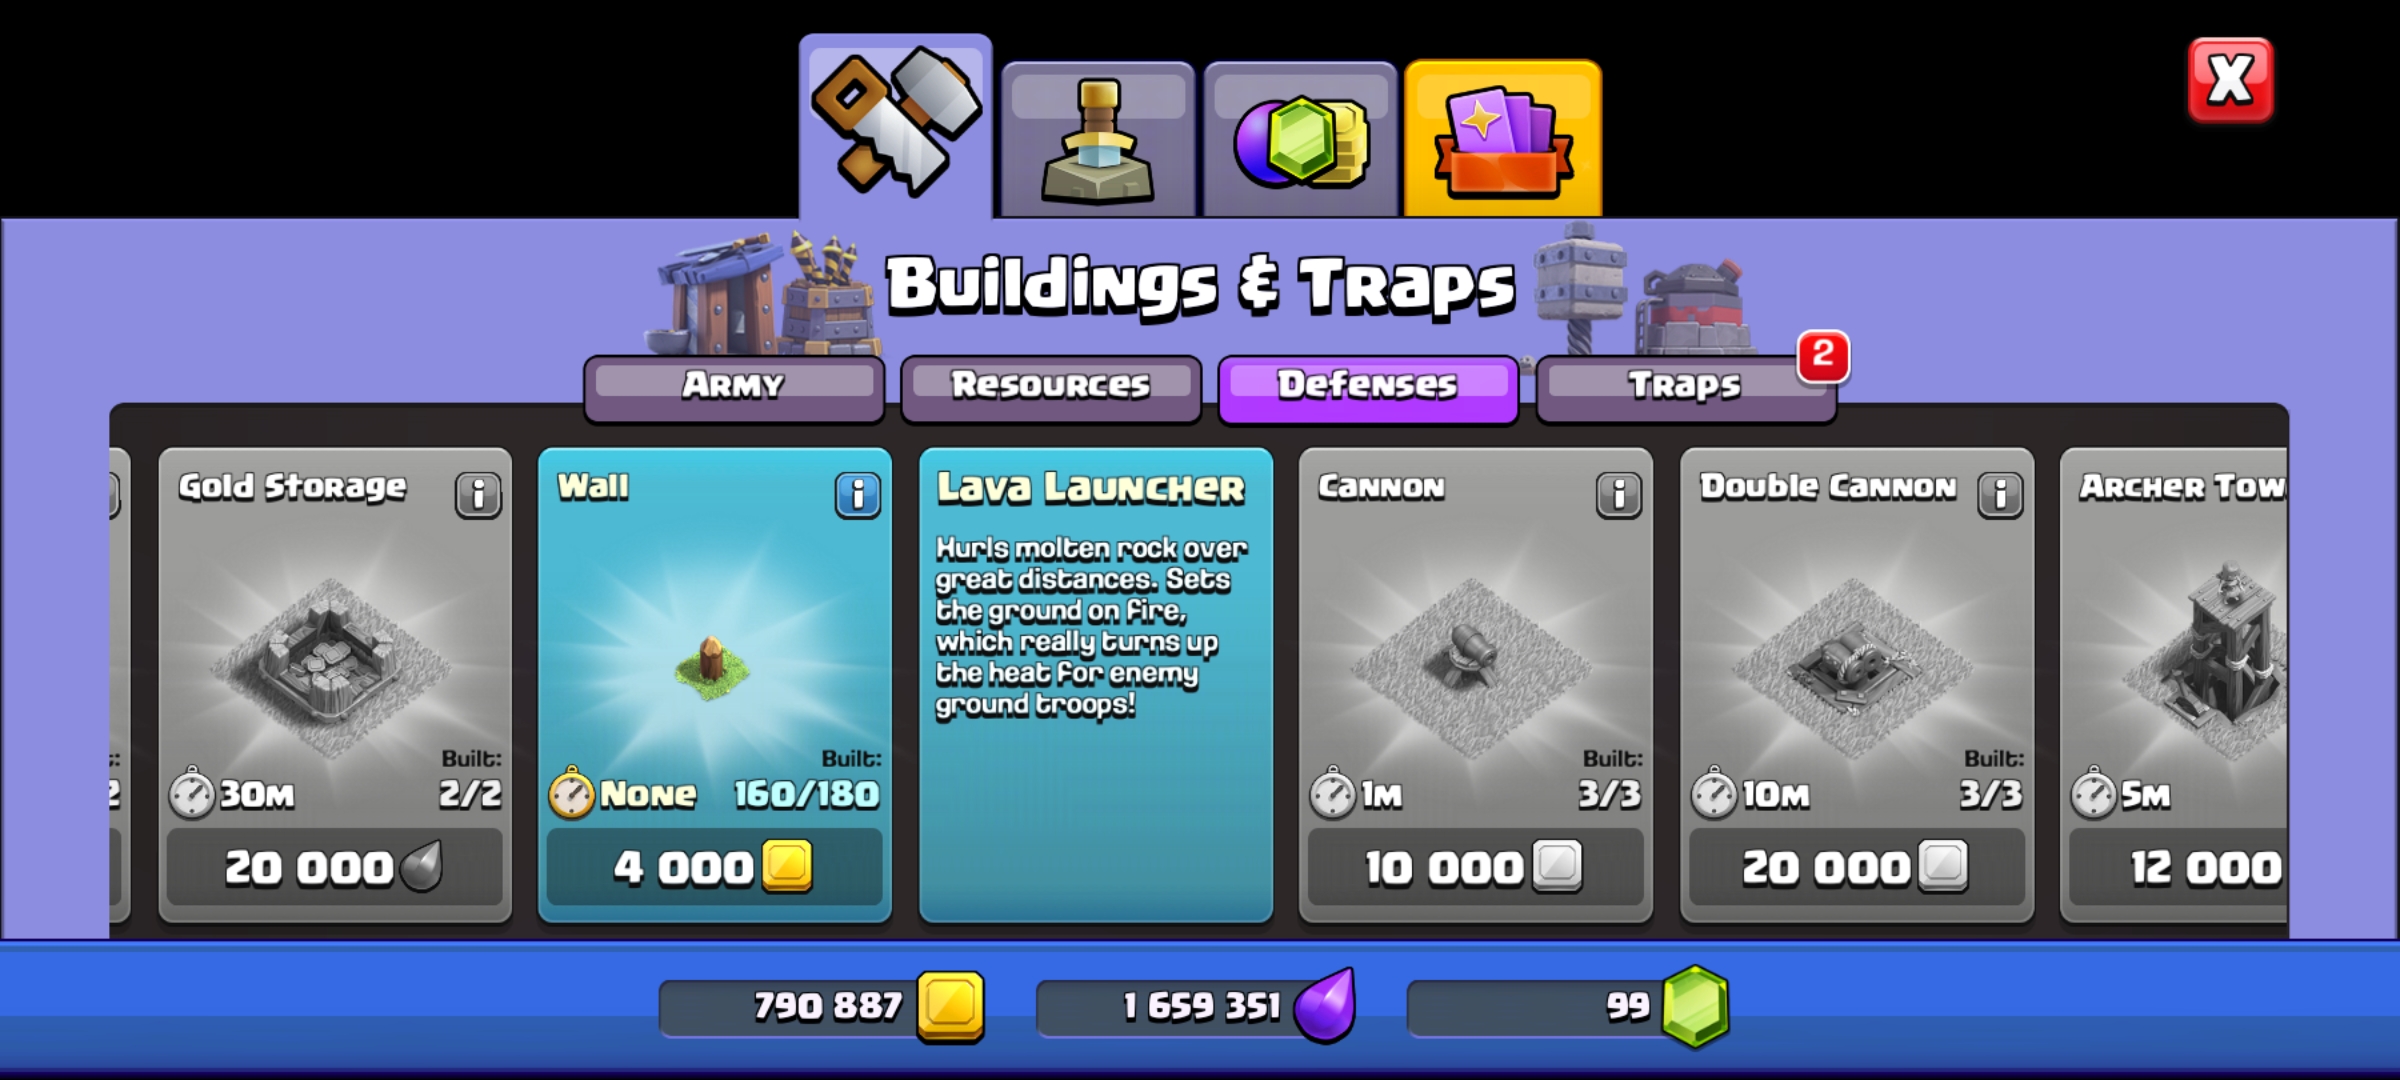 X
Buildings & Traps
Army
Resources
Defenses
Traps
2
Gold Storage
i
30m
Built:
2/2
20 000
Wall
i
None
Built:
160/180
4 000
Lava Launcher
Hurls molten rock over
great distances. Sets
the ground on fire,
which really turns up
the heat for enemy
ground troops!
Cannon
i
1m
Built:
3/3
10 000
Double Cannon
i
10m
Built:
3/3
20 000
Archer Tow
5m
12 000
790 887
1 659 351
99